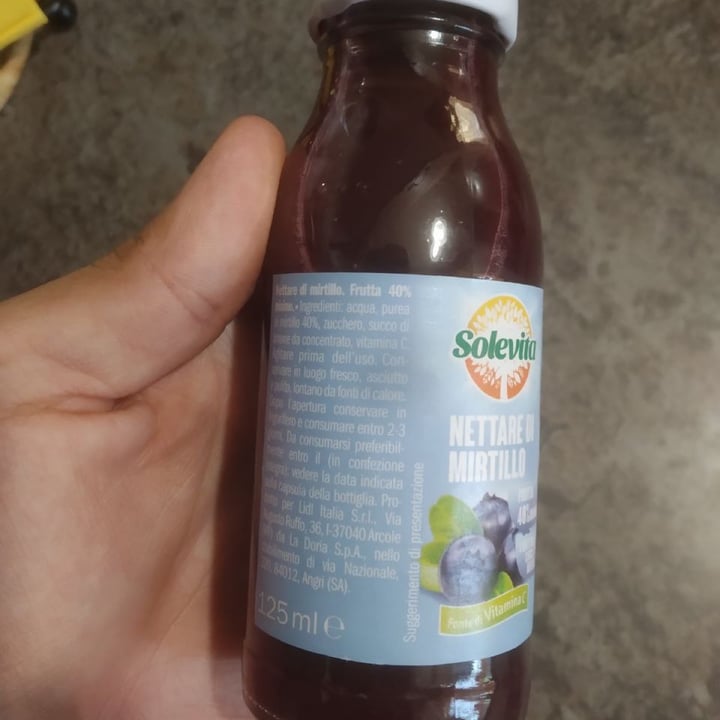 Nettare di mirtillo. Frutta 40%
minimo. • Ingredienti: acqua, purea
di mirtillo 40%, zucchero, succo di
limone da concentrato, vitamina C.
Agitare prima dell'uso. Con-
servare in luogo fresco, asciutto
e pulito, lontano da fonti di calore.
Dopo l'apertura conservare in
frigorifero e consumare entro 2-3
giorni. Da consumarsi preferibil-
mente entro il (in confezione
integra): vedere la data indicata
sulla capsula della bottiglia. Pro-
dotto per Lidl Italia S.r.l., Via
Augusto Ruffo, 36, I-37040 Arcole
da La Doria S.p.A., nello
stabilimento di via Nazionale,
84012, Angri (SA).
125 ml e
Suggerimento di presentazione
Solevita
NETTARE DI
MIRTILLO
40%
Fonte di Vitamina C